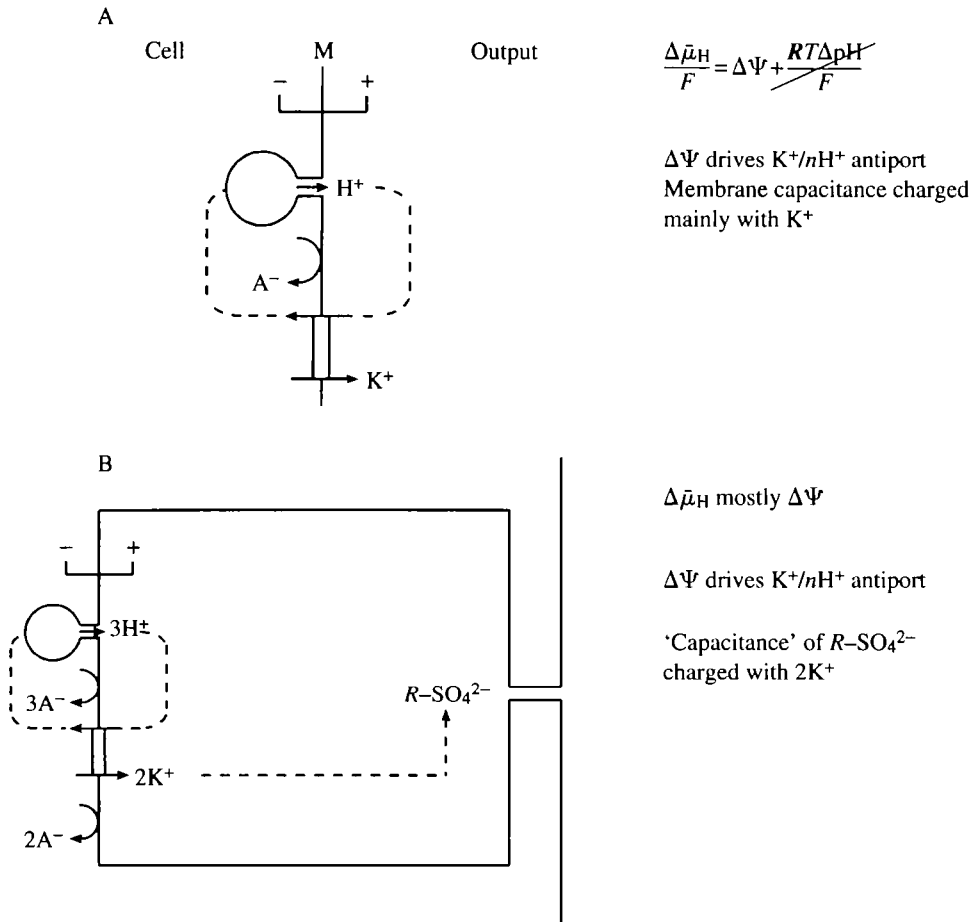 A
Cell M Output
− +
H⁺
A⁻
K⁺
Δμ̄H/F = ΔΨ + RTΔpH/F
ΔΨ drives K⁺/nH⁺ antiport
Membrane capacitance charged
mainly with K⁺
B
− +
3H±
3A⁻
2K⁺
2A⁻
R–SO₄²⁻
Δμ̄H mostly ΔΨ
ΔΨ drives K⁺/nH⁺ antiport
‘Capacitance’ of R–SO₄²⁻
charged with 2K⁺